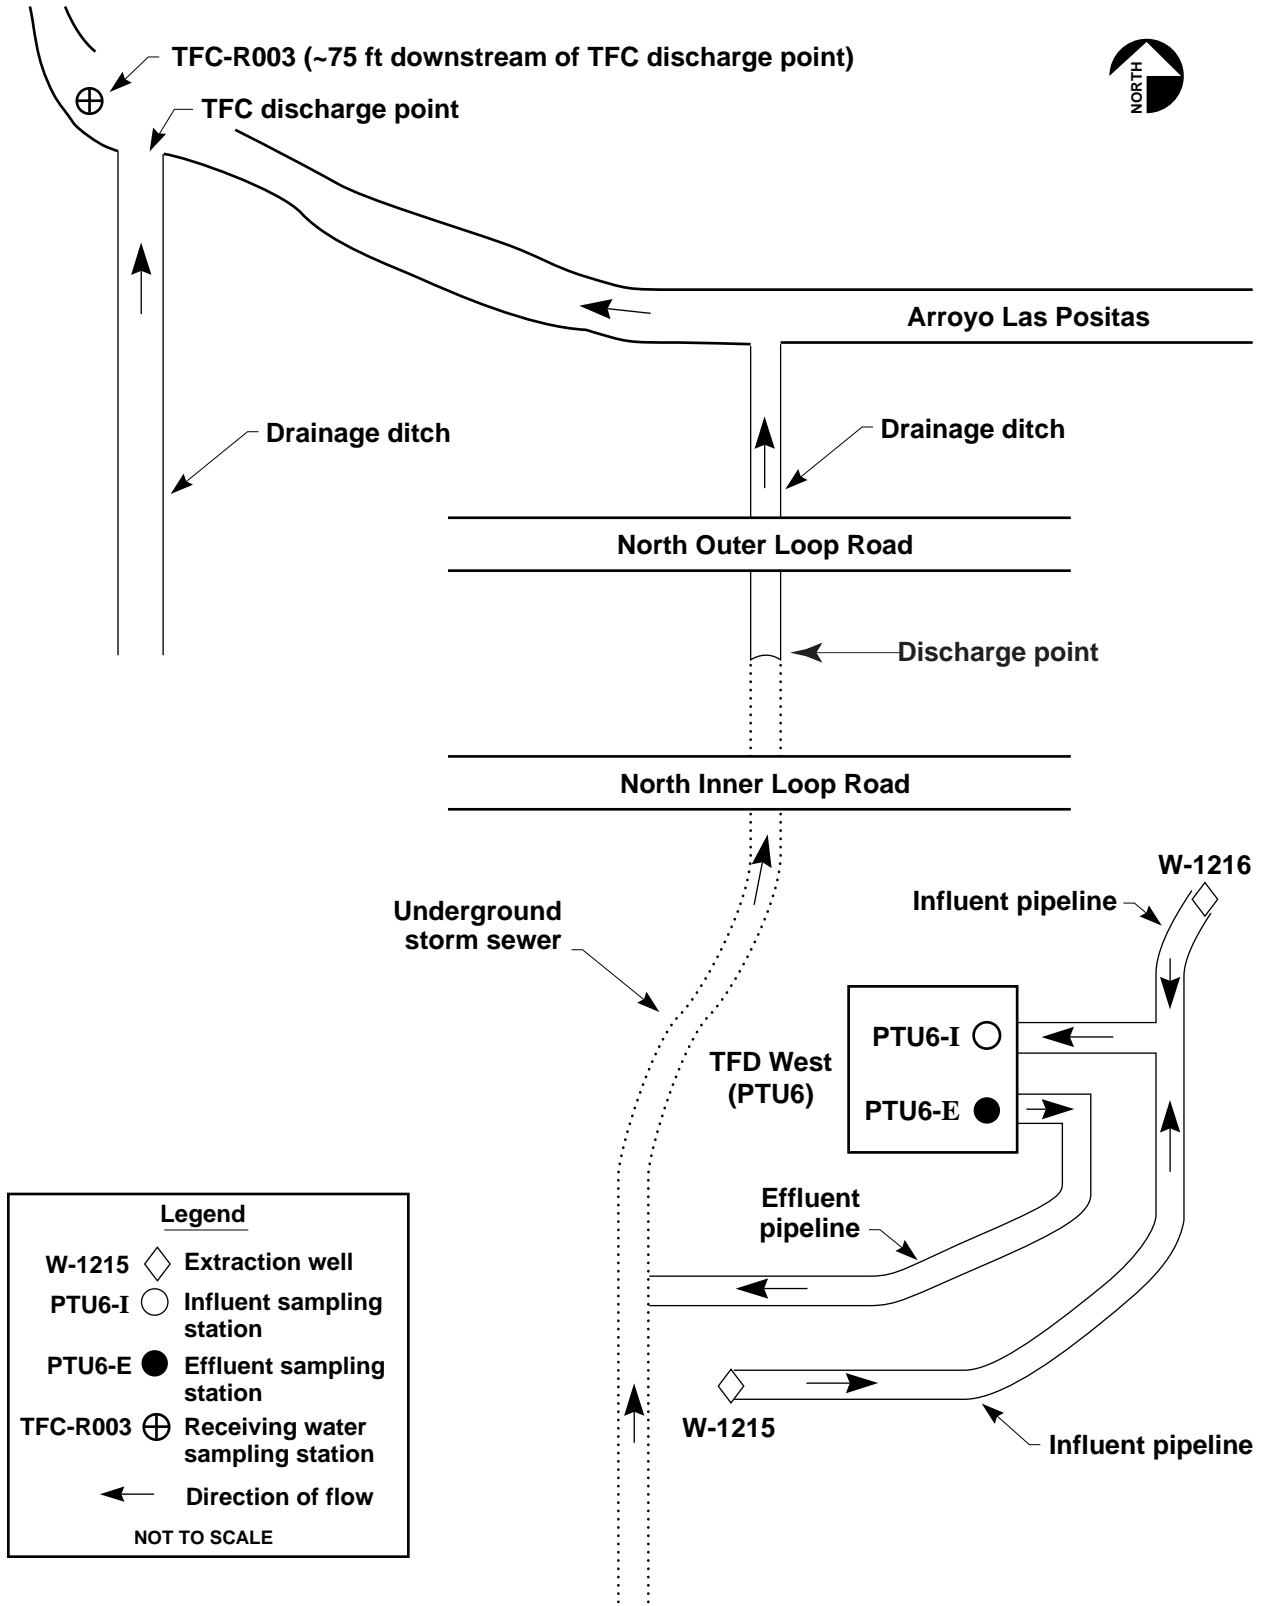 TFC-R003 (~75 ft downstream of TFC discharge point)
NORTH
TFC discharge point
Arroyo Las Positas
Drainage ditch
Drainage ditch
North Outer Loop Road
Discharge point
North Inner Loop Road
W-1216
Influent pipeline
Underground
storm sewer
PTU6-I
TFD West
(PTU6)
PTU6-E
Effluent
pipeline
W-1215
Influent pipeline
Legend
W-1215 Extraction well
PTU6-I Influent sampling
station
PTU6-E Effluent sampling
station
TFC-R003 Receiving water
sampling station
Direction of flow
NOT TO SCALE